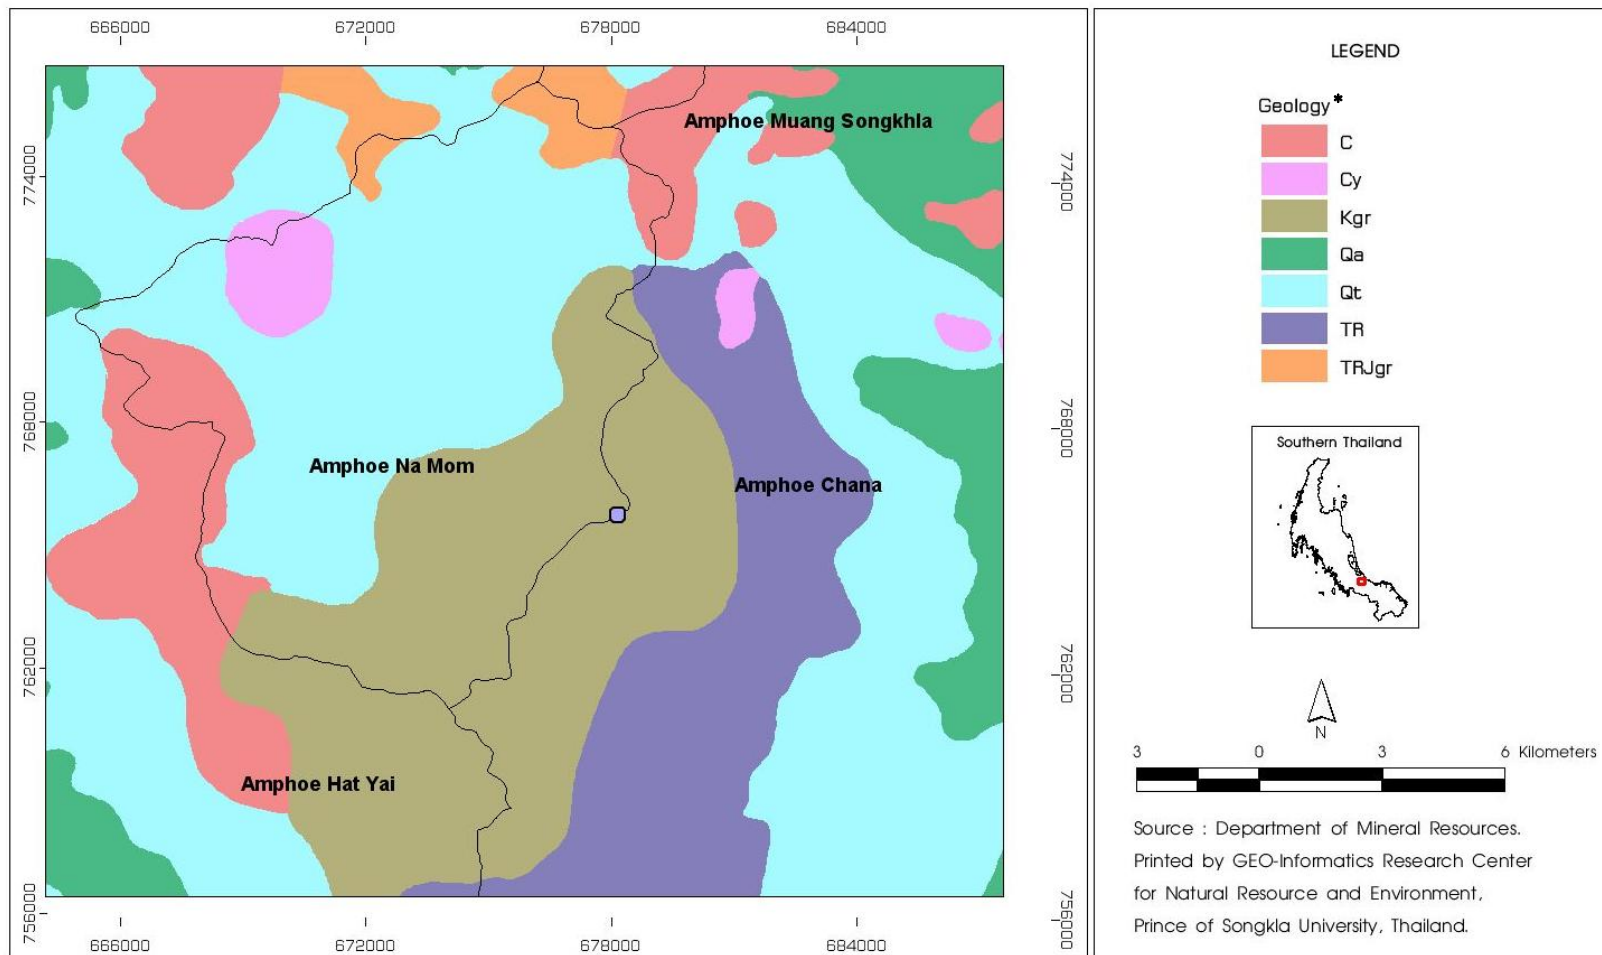 666000
672000
678000
684000
774000
768000
762000
756000
Amphoe Muang Songkhla
Amphoe Na Mom
Amphoe Chana
Amphoe Hat Yai
774000
768000
762000
756000
666000
672000
678000
684000
LEGEND
Geology *
C
Cy
Kgr
Qa
Qt
TR
TRJgr
Southern Thailand
N
3 0 3 6 Kilometers
Source : Department of Mineral Resources.
Printed by GEO-Informatics Research Center
for Natural Resource and Environment,
Prince of Songkla University, Thailand.